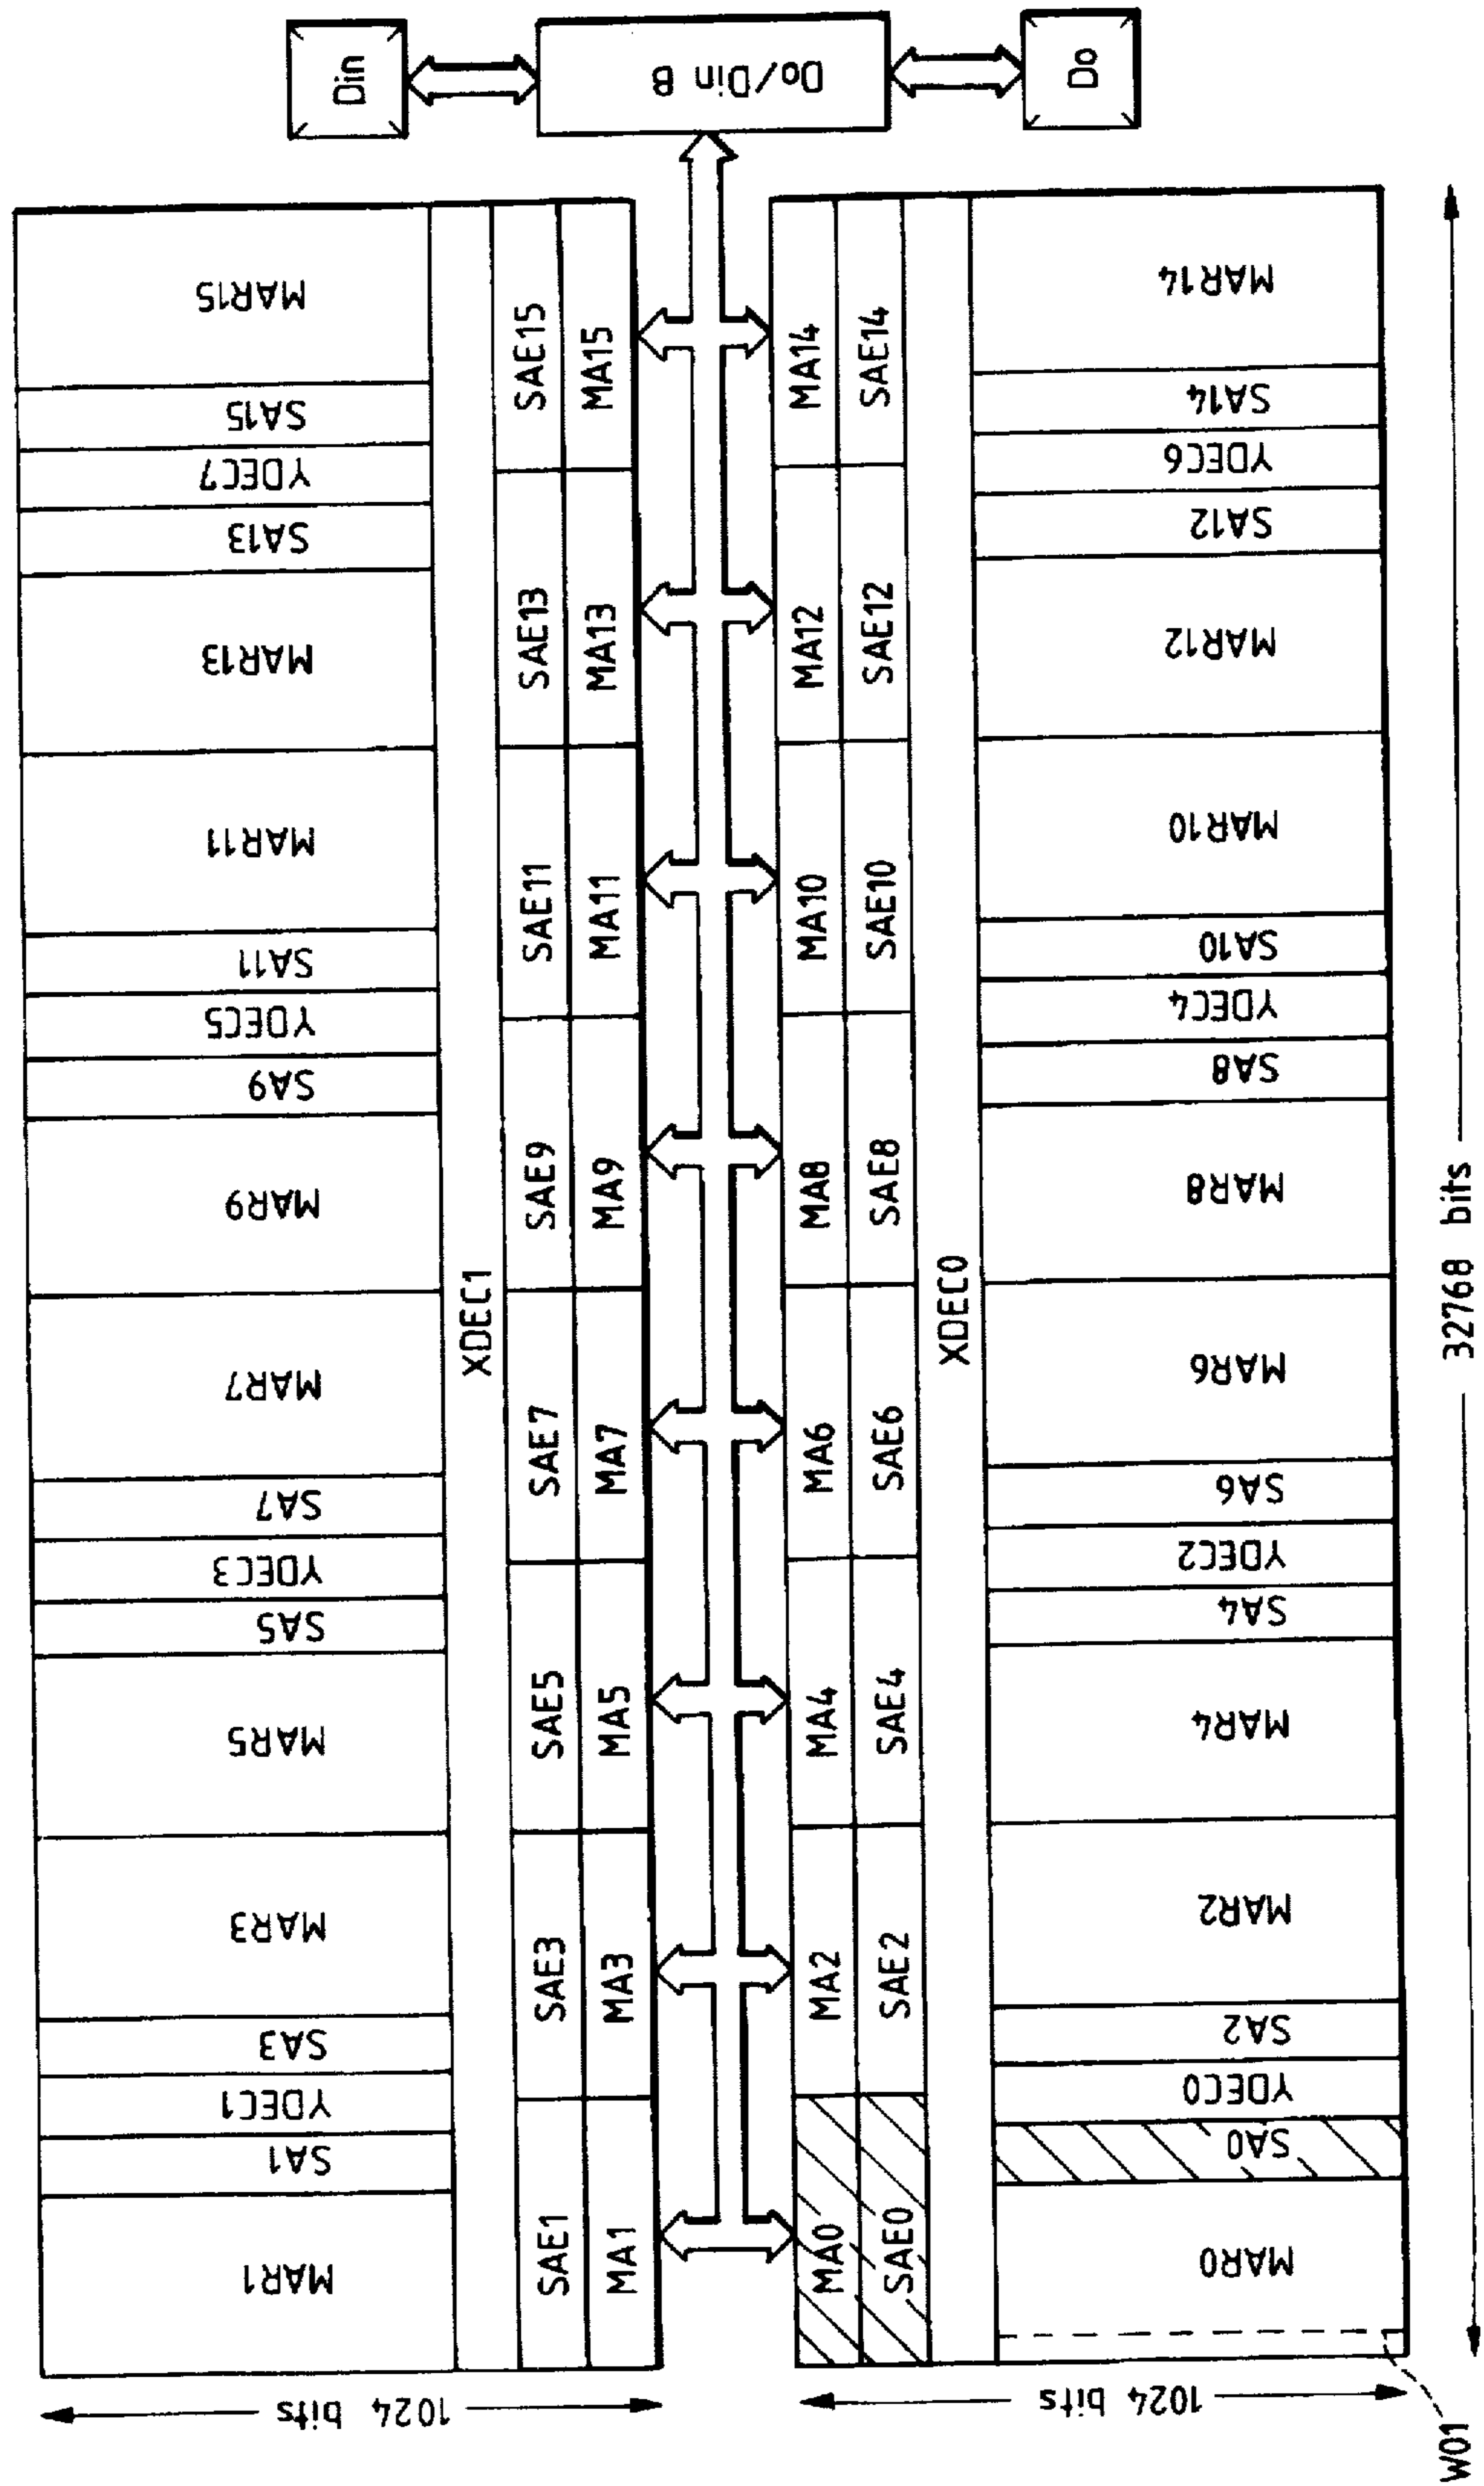 Din
Do/Din B
Do
MAR15
SA15
YDEC7
SA13
MAR13
MAR11
SA11
YDEC5
SA9
MAR9
MAR7
SA7
YDEC3
SA5
MAR5
MAR3
SA3
YDEC1
SA1
MAR1
XDEC1
SAE15
SAE13
SAE11
SAE9
SAE7
SAE5
SAE3
SAE1
MA15
MA13
MA11
MA9
MA7
MA5
MA3
MA1
MA14
MA12
MA10
MA8
MA6
MA4
MA2
MA0
SAE14
SAE12
SAE10
SAE8
SAE6
SAE4
SAE2
SAE0
XDEC0
MAR14
SA14
YDEC6
SA12
MAR12
MAR10
SA10
YDEC4
SA8
MAR8
MAR6
SA6
YDEC2
SA4
MAR4
MAR2
SA2
YDEC0
SA0
MAR0
32768 bits
1024 bits
1024 bits
W01